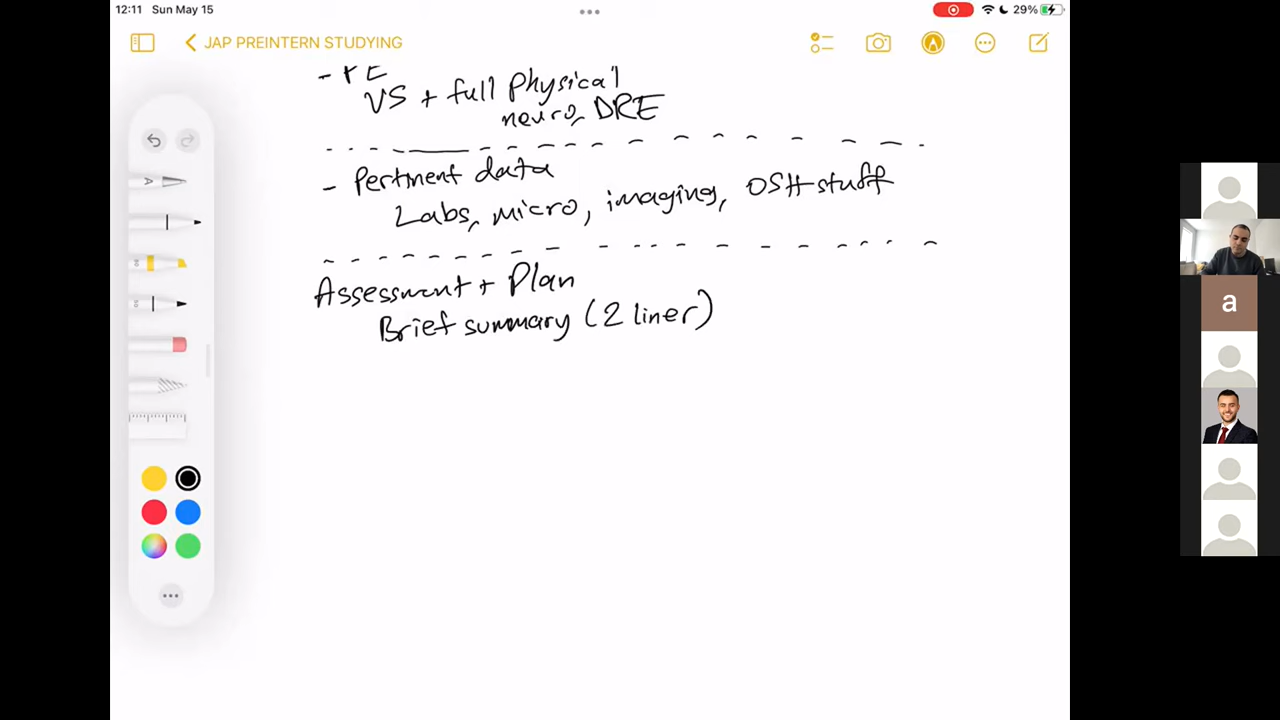 12:11 Sun May 15
29%
JAP PREINTERN STUDYING
- PE
VS + full physical
neuro, DRE
- Pertinent data
Labs, micro, imaging, OSH stuff
Assessment + Plan
Brief summary (2 liner)
a